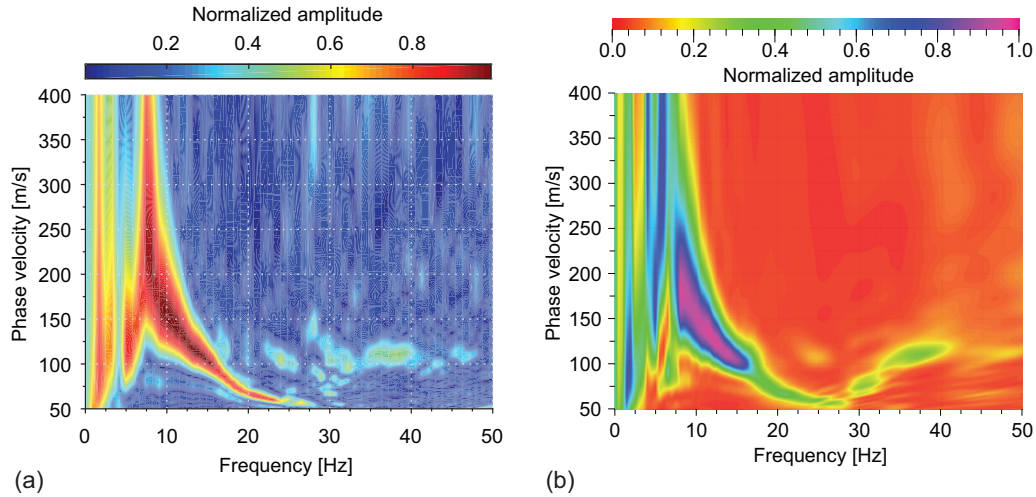 Normalized amplitude
0.2 0.4 0.6 0.8
400
350
300
250
200
150
100
50
Phase velocity [m/s]
0 10 20 30 40 50
Frequency [Hz]
(a)
0.0 0.2 0.4 0.6 0.8 1.0
Normalized amplitude
400
350
300
250
200
150
100
50
Phase velocity [m/s]
0 10 20 30 40 50
Frequency [Hz]
(b)